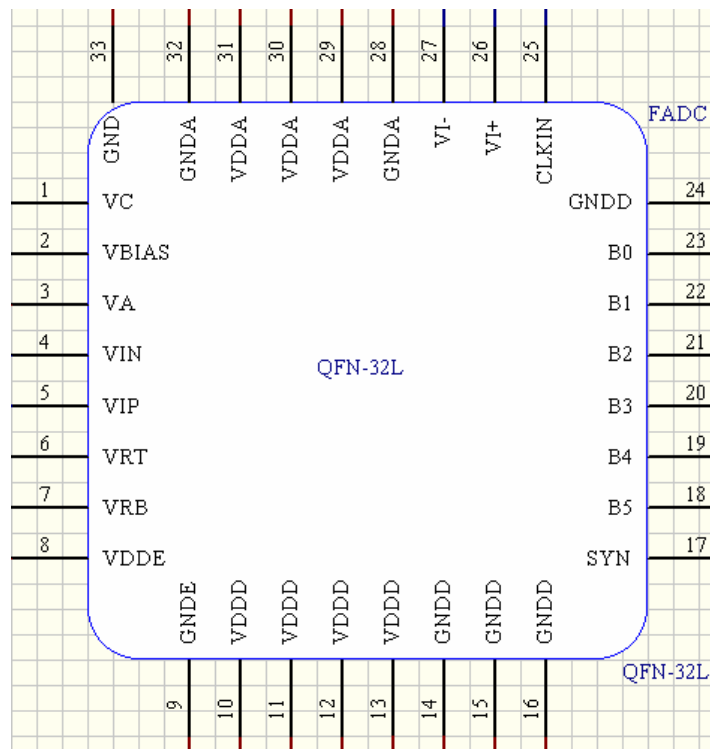 33 32 31 30 29 28 27 26 25
GND GNDA VDDA VDDA VDDA GNDA VI- VI+ CLKIN
FADC
1 VC GNDD 24
2 VBIAS B0 23
3 VA B1 22
4 VIN B2 21
QFN-32L
5 VIP B3 20
6 VRT B4 19
7 VRB B5 18
8 VDDE SYN 17
GNDE VDDD VDDD VDDD VDDD GNDD GNDD GNDD
QFN-32L
9 10 11 12 13 14 15 16